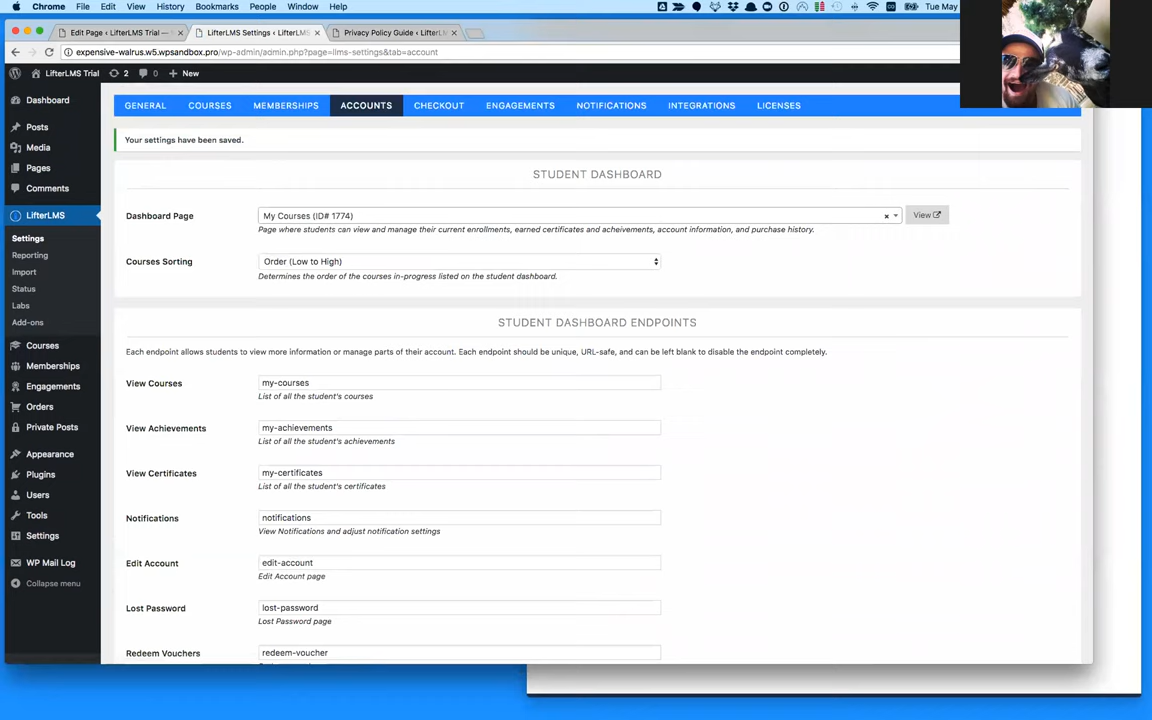 Chrome File Edit View History Bookmarks People Window Help Tue May
Edit Page ‹ LifterLMS Trial — × LifterLMS Settings ‹ LifterLMS × Privacy Policy Guide ‹ LifterLM ×
expensive-walrus.w5.wpsandbox.pro/wp-admin/admin.php?page=llms-settings&tab=account
LifterLMS Trial 2 0 + New
Dashboard
Posts
Media
Pages
Comments
LifterLMS
Settings
Reporting
Import
Status
Labs
Add-ons
Courses
Memberships
Engagements
Orders
Private Posts
Appearance
Plugins
Users
Tools
Settings
WP Mail Log
Collapse menu
GENERAL COURSES MEMBERSHIPS ACCOUNTS CHECKOUT ENGAGEMENTS NOTIFICATIONS INTEGRATIONS LICENSES
Your settings have been saved.
STUDENT DASHBOARD
Dashboard Page My Courses (ID# 1774) × View
Page where students can view and manage their current enrollments, earned certificates and acheivements, account information, and purchase history.
Courses Sorting Order (Low to High)
Determines the order of the courses in-progress listed on the student dashboard.
STUDENT DASHBOARD ENDPOINTS
Each endpoint allows students to view more information or manage parts of their account. Each endpoint should be unique, URL-safe, and can be left blank to disable the endpoint completely.
View Courses my-courses
List of all the student's courses
View Achievements my-achievements
List of all the student's achievements
View Certificates my-certificates
List of all the student's certificates
Notifications notifications
View Notifications and adjust notification settings
Edit Account edit-account
Edit Account page
Lost Password lost-password
Lost Password page
Redeem Vouchers redeem-voucher